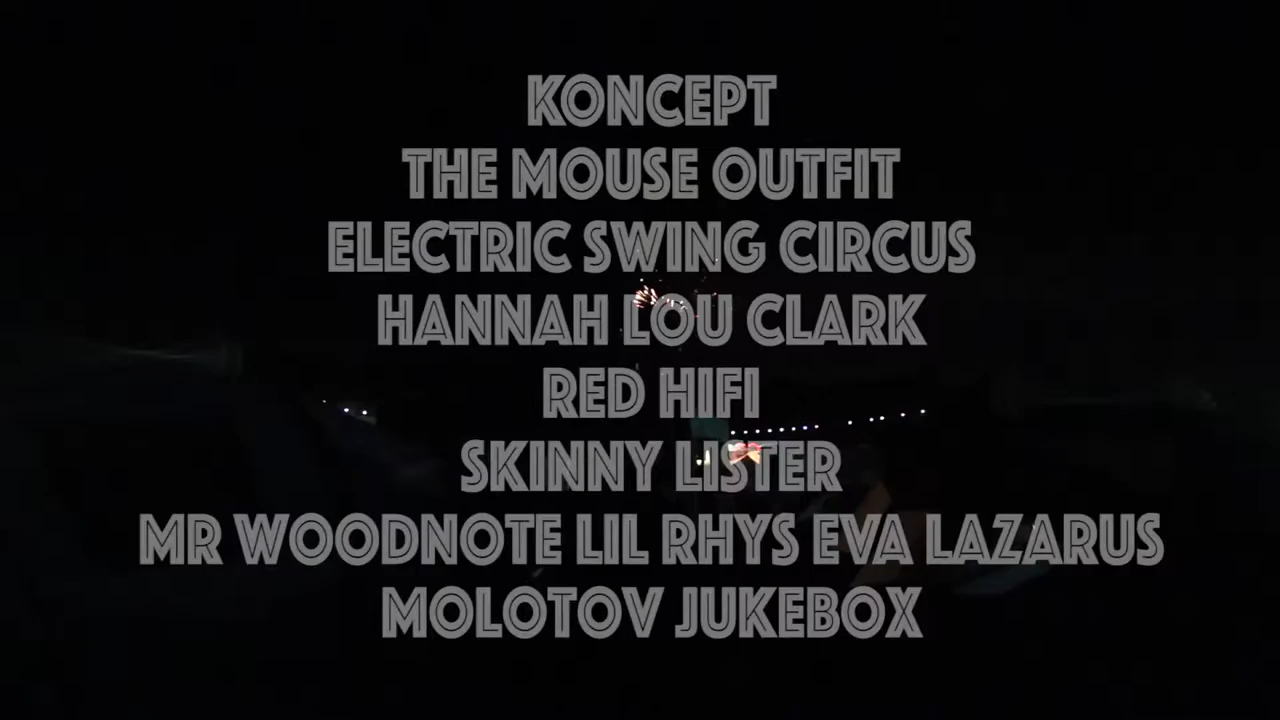 KONCEPT
THE MOUSE OUTFIT
ELECTRIC SWING CIRCUS
HANNAH LOU CLARK
RED HIFI
SKINNY LISTER
MR WOODNOTE LIL RHYS EVA LAZARUS
MOLOTOV JUKEBOX